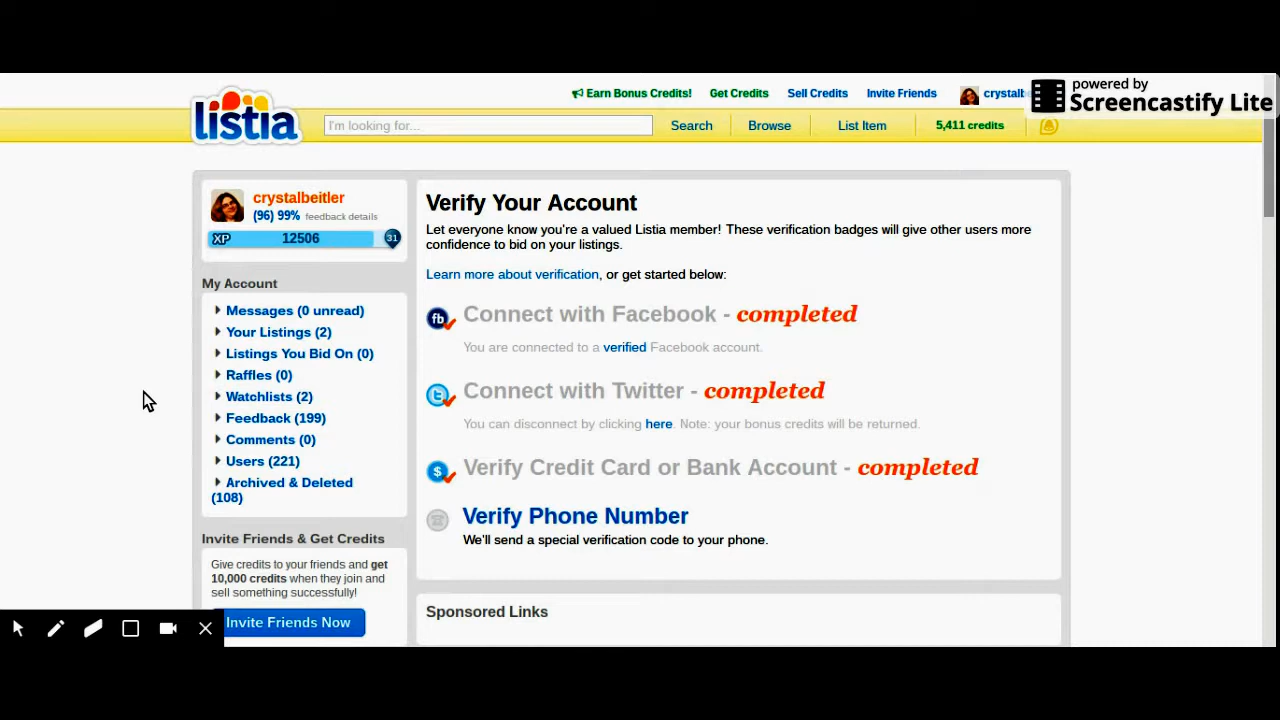 powered by
Screencastify Lite
Earn Bonus Credits! Get Credits Sell Credits Invite Friends crystalb
listia
I'm looking for... Search Browse List Item 5,411 credits
crystalbeitler
(96) 99% feedback details
XP 12506 31
My Account
Messages (0 unread)
Your Listings (2)
Listings You Bid On (0)
Raffles (0)
Watchlists (2)
Feedback (199)
Comments (0)
Users (221)
Archived & Deleted
(108)
Invite Friends & Get Credits
Give credits to your friends and get
10,000 credits when they join and
sell something successfully!
Invite Friends Now
Verify Your Account
Let everyone know you're a valued Listia member! These verification badges will give other users more
confidence to bid on your listings.
Learn more about verification, or get started below:
fb Connect with Facebook - completed
You are connected to a verified Facebook account.
t Connect with Twitter - completed
You can disconnect by clicking here. Note: your bonus credits will be returned.
$ Verify Credit Card or Bank Account - completed
Verify Phone Number
We'll send a special verification code to your phone.
Sponsored Links